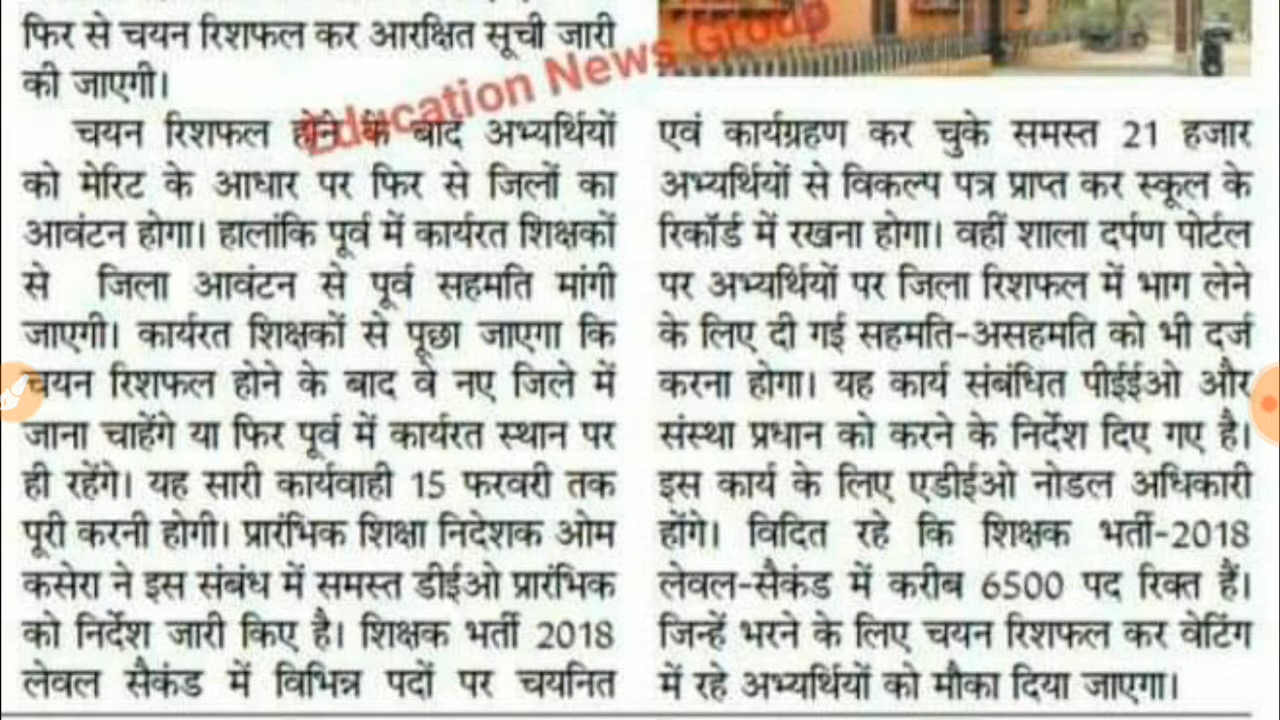 फिर से चयन रिशफल कर आरक्षित सूची जारी
की जाएगी।
चयन रिशफल होने के बाद अभ्यर्थियों
को मेरिट के आधार पर फिर से जिलों का
आवंटन होगा। हालांकि पूर्व में कार्यरत शिक्षकों
से जिला आवंटन से पूर्व सहमति मांगी
जाएगी। कार्यरत शिक्षकों से पूछा जाएगा कि
चयन रिशफल होने के बाद वे नए जिले में
जाना चाहेंगे या फिर पूर्व में कार्यरत स्थान पर
ही रहेंगे। यह सारी कार्यवाही 15 फरवरी तक
पूरी करनी होगी। प्रारंभिक शिक्षा निदेशक ओम
कसेरा ने इस संबंध में समस्त डीईओ प्रारंभिक
को निर्देश जारी किए है। शिक्षक भर्ती 2018
लेवल सैकंड में विभिन्न पदों पर चयनित
एवं कार्यग्रहण कर चुके समस्त 21 हजार
अभ्यर्थियों से विकल्प पत्र प्राप्त कर स्कूल के
रिकॉर्ड में रखना होगा। वहीं शाला दर्पण पोर्टल
पर अभ्यर्थियों पर जिला रिशफल में भाग लेने
के लिए दी गई सहमति-असहमति को भी दर्ज
करना होगा। यह कार्य संबंधित पीईईओ और
संस्था प्रधान को करने के निर्देश दिए गए है।
इस कार्य के लिए एडीईओ नोडल अधिकारी
होंगे। विदित रहे कि शिक्षक भर्ती-2018
लेवल-सैकंड में करीब 6500 पद रिक्त हैं।
जिन्हें भरने के लिए चयन रिशफल कर वेटिंग
में रहे अभ्यर्थियों को मौका दिया जाएगा।
Education News Group